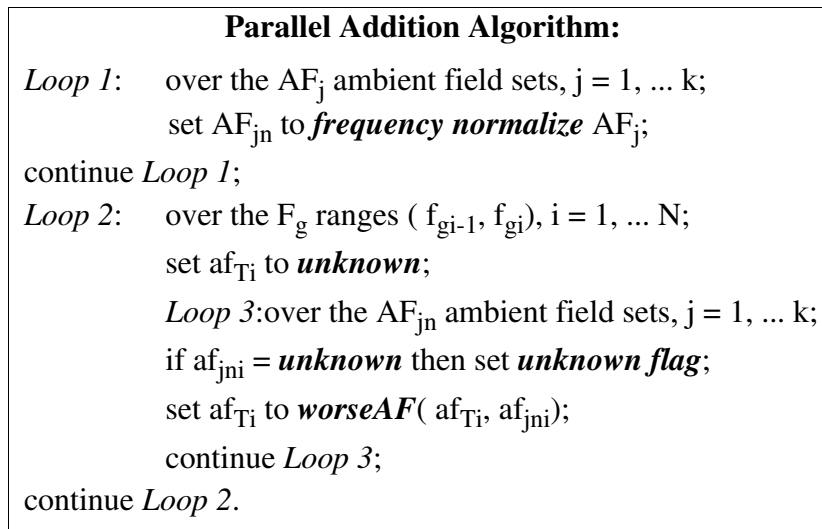 Parallel Addition Algorithm:
Loop 1: over the AFj ambient field sets, j = 1, ... k;
set AFjn to frequency normalize AFj;
continue Loop 1;
Loop 2: over the Fg ranges ( fgi-1, fgi), i = 1, ... N;
set afTi to unknown;
Loop 3:over the AFjn ambient field sets, j = 1, ... k;
if afjni = unknown then set unknown flag;
set afTi to worseAF( afTi, afjni);
continue Loop 3;
continue Loop 2.